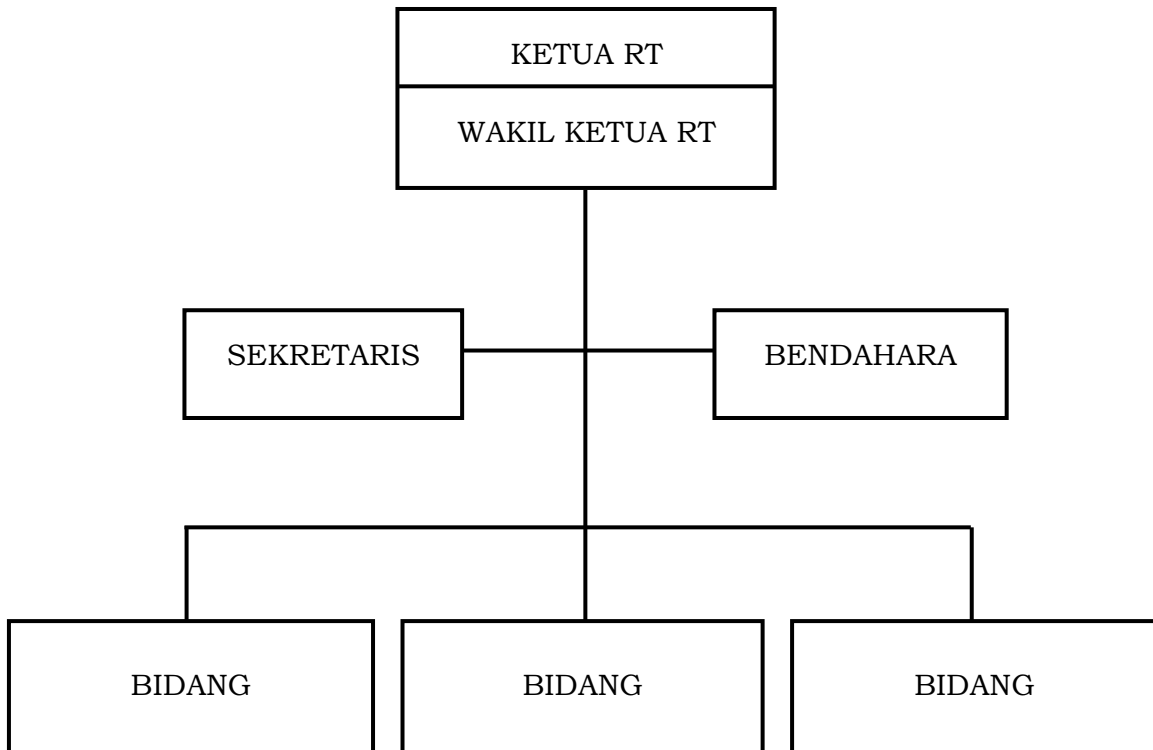 KETUA RT
WAKIL KETUA RT
SEKRETARIS
BENDAHARA
BIDANG
BIDANG
BIDANG